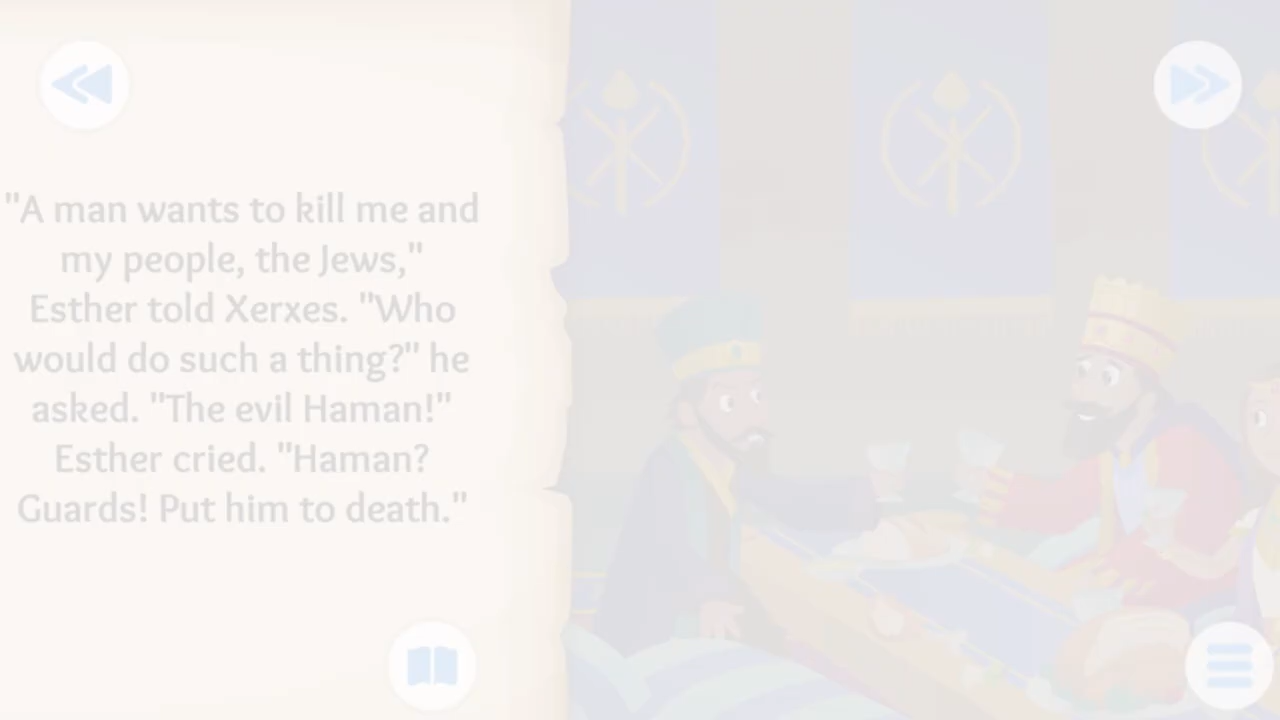 "A man wants to kill me and
my people, the Jews,"
Esther told Xerxes. "Who
would do such a thing?" he
asked. "The evil Haman!"
Esther cried. "Haman?
Guards! Put him to death."